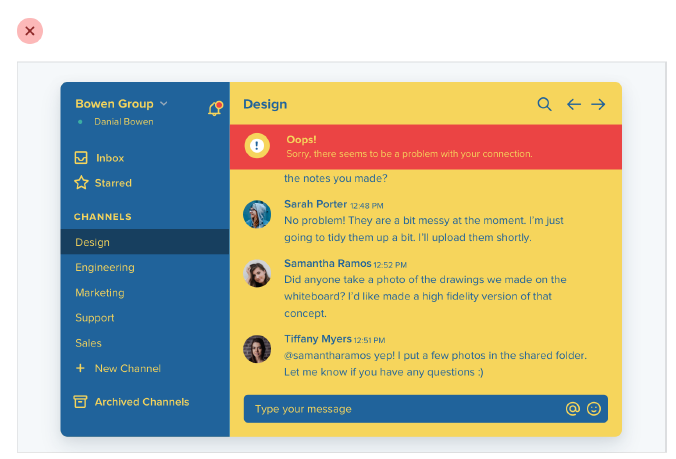 Bowen Group
Danial Bowen
Inbox
Starred
CHANNELS
Design
Engineering
Marketing
Support
Sales
+ New Channel
Archived Channels
Design
Oops!
Sorry, there seems to be a problem with your connection.
the notes you made?
Sarah Porter 12:48 PM
No problem! They are a bit messy at the moment. I'm just
going to tidy them up a bit. I'll upload them shortly.
Samantha Ramos 12:52 PM
Did anyone take a photo of the drawings we made on the
whiteboard? I'd like made a high fidelity version of that
concept.
Tiffany Myers 12:51 PM
@samantharamos yep! I put a few photos in the shared folder.
Let me know if you have any questions :)
Type your message